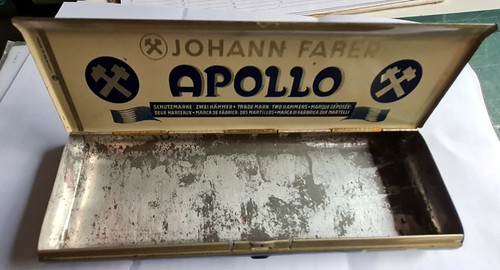 JOHANN FABER
APOLLO
SCHUTZMARKE: ZWEI HÄMMER • TRADE MARK. TWO HAMMERS • MARQUE DÉPOSÉE
DEUX MARTEAUX • MARCA DE FÁBRICA. DOS MARTILLOS • MARCA DI FABBRICA DUE MARTELLI